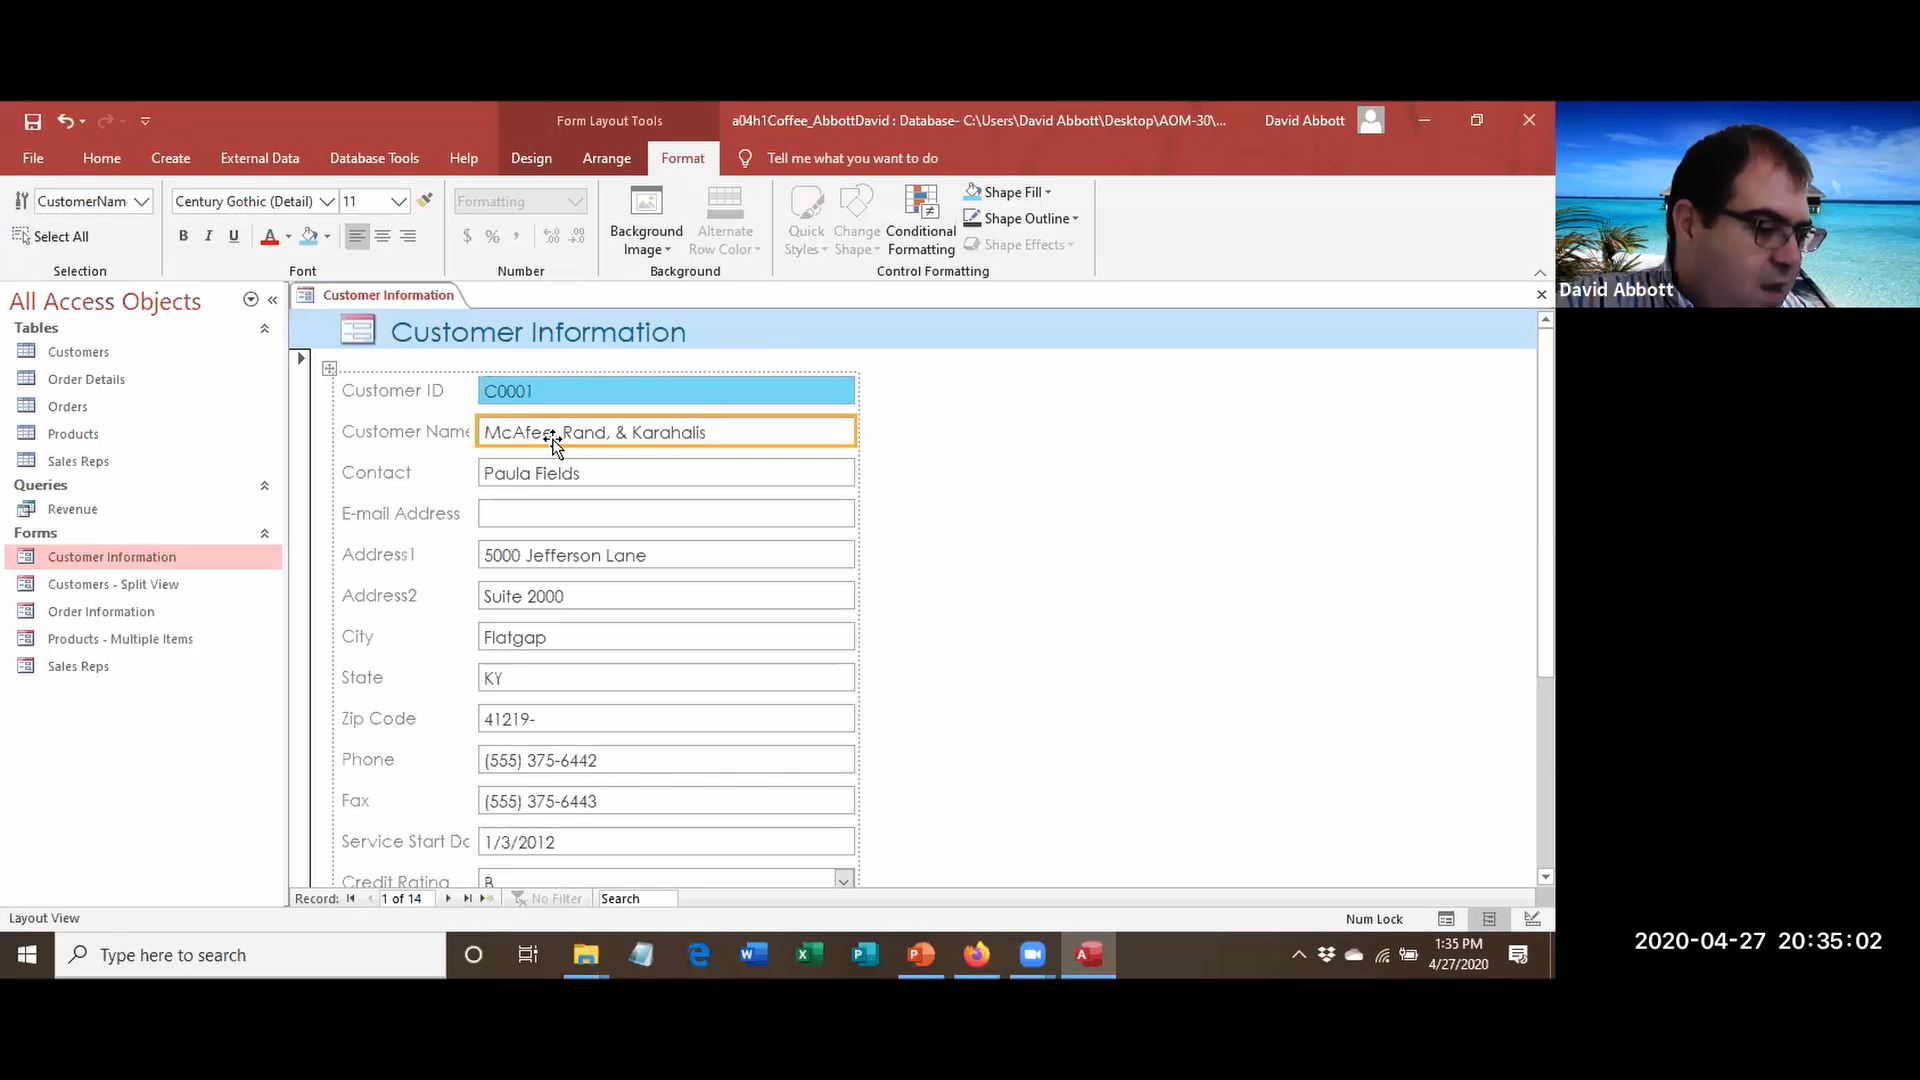 Form Layout Tools
a04h1Coffee_AbbottDavid : Database- C:\Users\David Abbott\Desktop\AOM-30\...
David Abbott
File
Home
Create
External Data
Database Tools
Help
Design
Arrange
Format
Tell me what you want to do
CustomerNam
Century Gothic (Detail)
11
Formatting
Select All
B
I
U
A
$
%
Background
Image
Alternate
Row Color
Quick
Styles
Change
Shape
Conditional
Formatting
Shape Fill
Shape Outline
Shape Effects
Selection
Font
Number
Background
Control Formatting
All Access Objects
Tables
Customers
Order Details
Orders
Products
Sales Reps
Queries
Revenue
Forms
Customer Information
Customers - Split View
Order Information
Products - Multiple Items
Sales Reps
Customer Information
Customer Information
Customer ID
C0001
Customer Name
McAfee, Rand, & Karahalis
Contact
Paula Fields
E-mail Address
Address1
5000 Jefferson Lane
Address2
Suite 2000
City
Flatgap
State
KY
Zip Code
41219-
Phone
(555) 375-6442
Fax
(555) 375-6443
Service Start Da
1/3/2012
Credit Rating
B
Record:
1 of 14
No Filter
Search
Layout View
Num Lock
Type here to search
1:35 PM
4/27/2020
David Abbott
2020-04-27 20:35:02